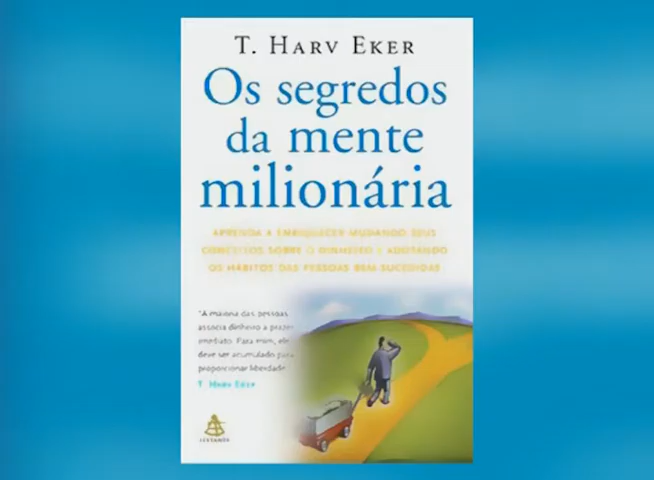 T. Harv Eker
Os segredos
da mente
milionária
Aprenda a enriquecer mudando seus
conceitos sobre o dinheiro e adotando
os hábitos das pessoas bem sucedidas
"A maioria das pessoas
associa dinheiro a prazer
imediato. Para mim, ele
deve ser acumulado para
proporcionar liberdade
T. Harv Eker
SEXTANTE